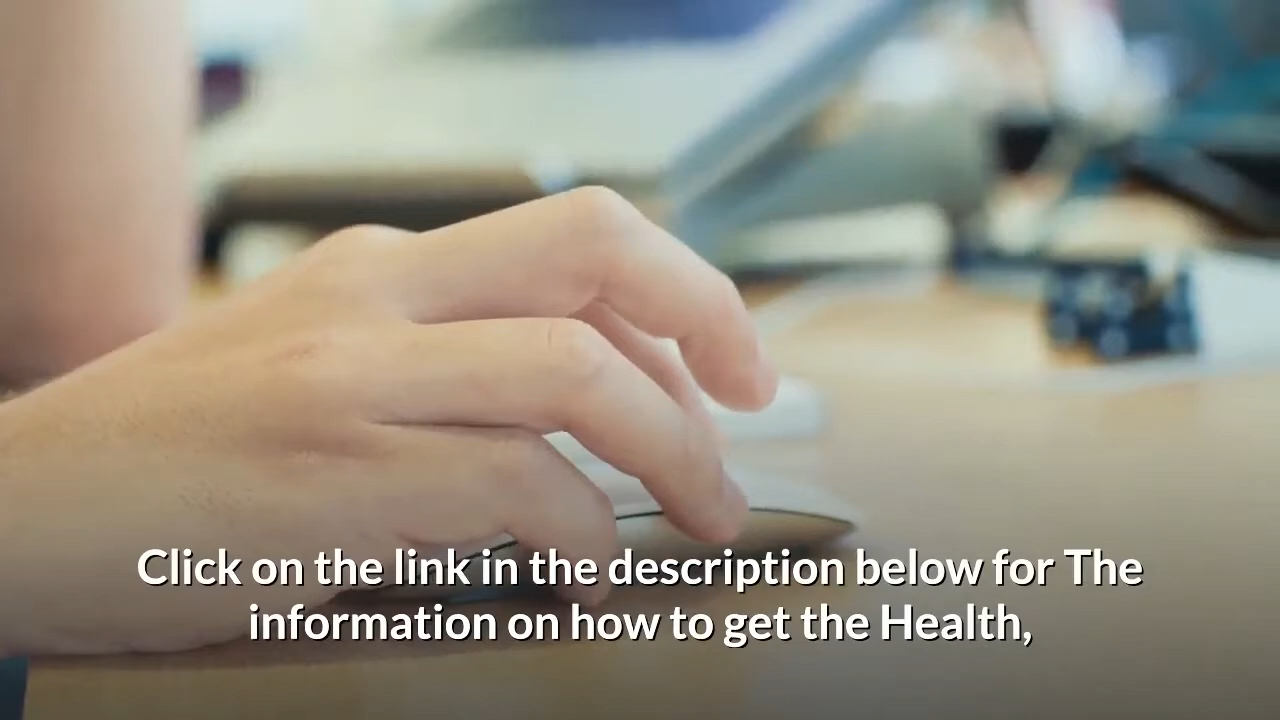 Click on the link in the description below for The
information on how to get the Health,